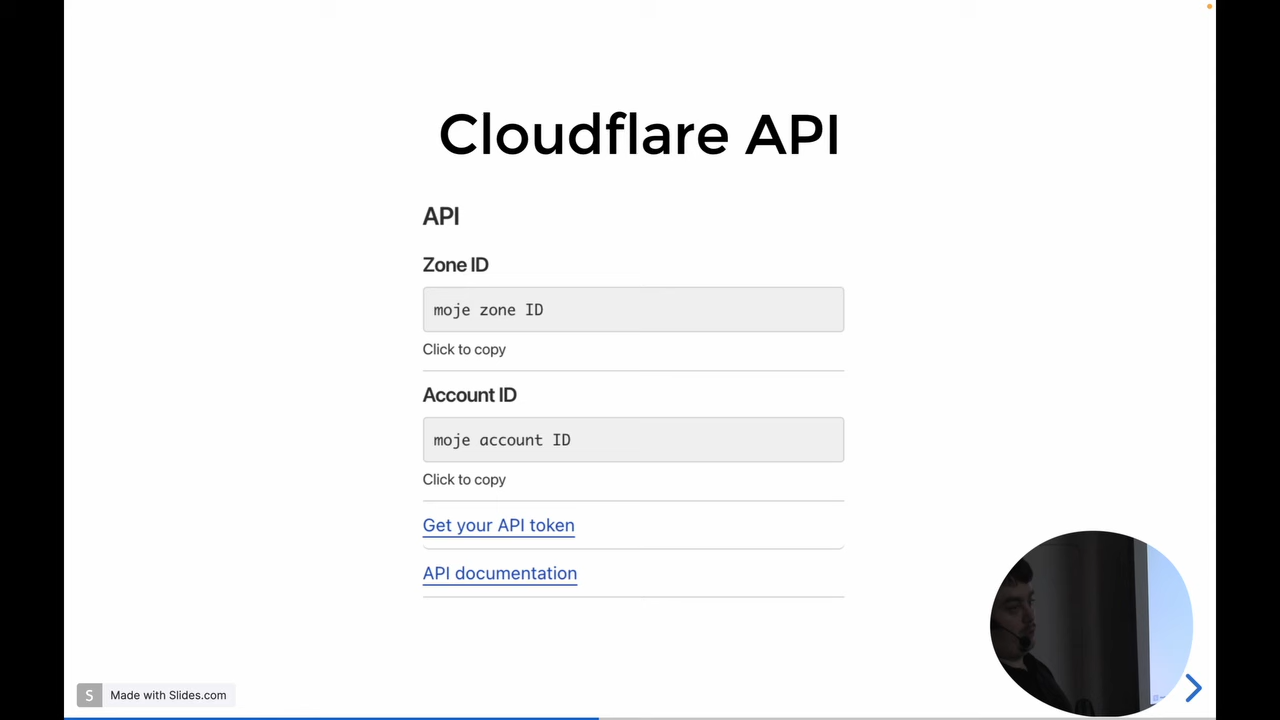 Cloudflare API
API
Zone ID
moje zone ID
Click to copy
Account ID
moje account ID
Click to copy
Get your API token
API documentation
S Made with Slides.com